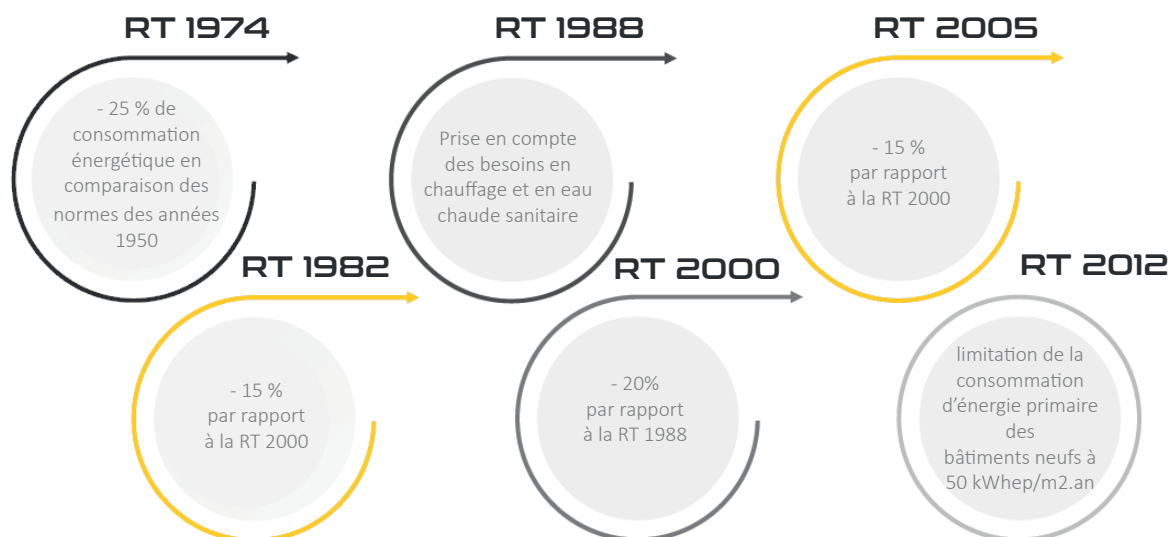 RT 1974
- 25 % de
consommation
énergétique en
comparaison des
normes des années
1950
RT 1982
- 15 %
par rapport
à la RT 2000
RT 1988
Prise en compte
des besoins en
chauffage et en eau
chaude sanitaire
RT 2000
- 20%
par rapport
à la RT 1988
RT 2005
- 15 %
par rapport
à la RT 2000
RT 2012
limitation de la
consommation
d’énergie primaire
des
bâtiments neufs à
50 kWhep/m2.an